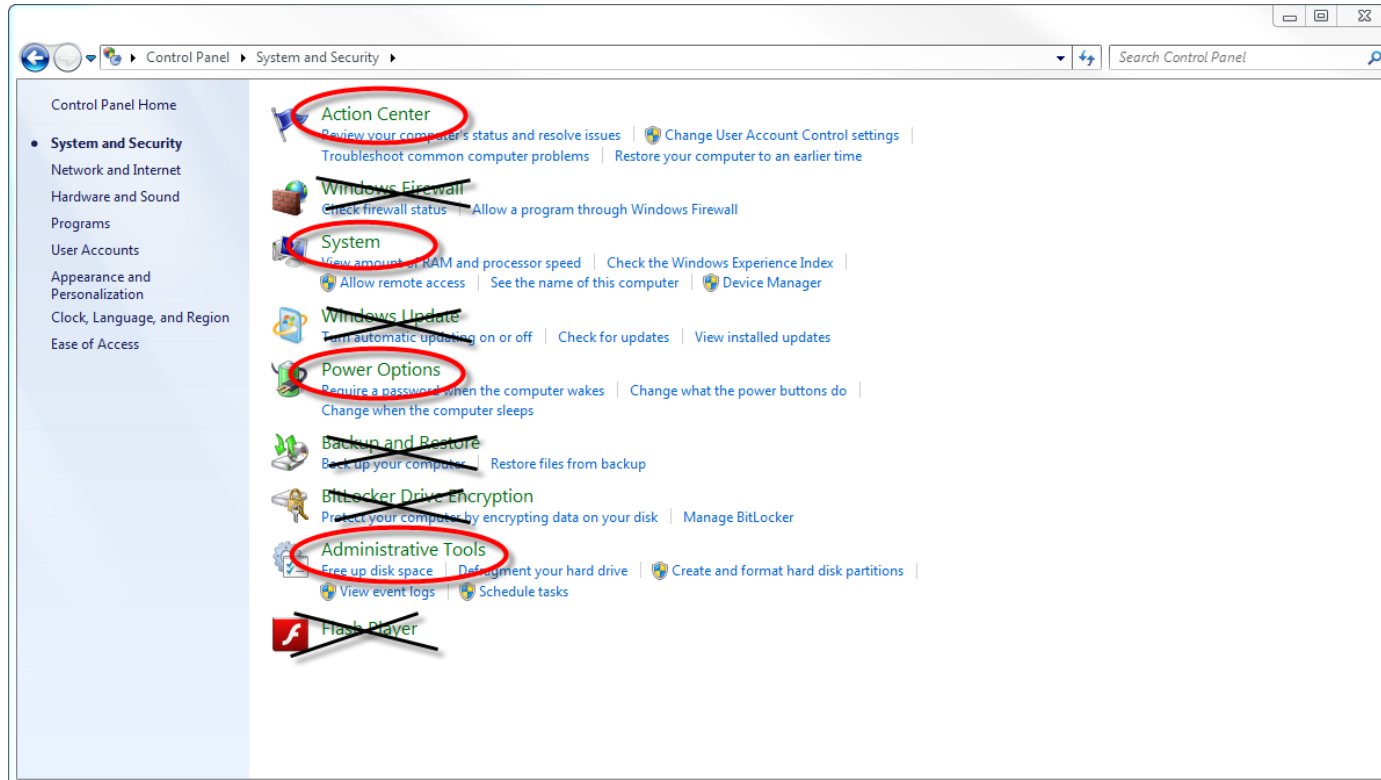 Control Panel System and Security
Search Control Panel
Control Panel Home
System and Security
Network and Internet
Hardware and Sound
Programs
User Accounts
Appearance and
Personalization
Clock, Language, and Region
Ease of Access
Action Center
Review your computer's status and resolve issues Change User Account Control settings
Troubleshoot common computer problems Restore your computer to an earlier time
Windows Firewall
Check firewall status Allow a program through Windows Firewall
System
View amount of RAM and processor speed Check the Windows Experience Index
Allow remote access See the name of this computer Device Manager
Windows Update
Turn automatic updating on or off Check for updates View installed updates
Power Options
Require a password when the computer wakes Change what the power buttons do
Change when the computer sleeps
Backup and Restore
Back up your computer Restore files from backup
BitLocker Drive Encryption
Protect your computer by encrypting data on your disk Manage BitLocker
Administrative Tools
Free up disk space Defragment your hard drive Create and format hard disk partitions
View event logs Schedule tasks
Flash Player